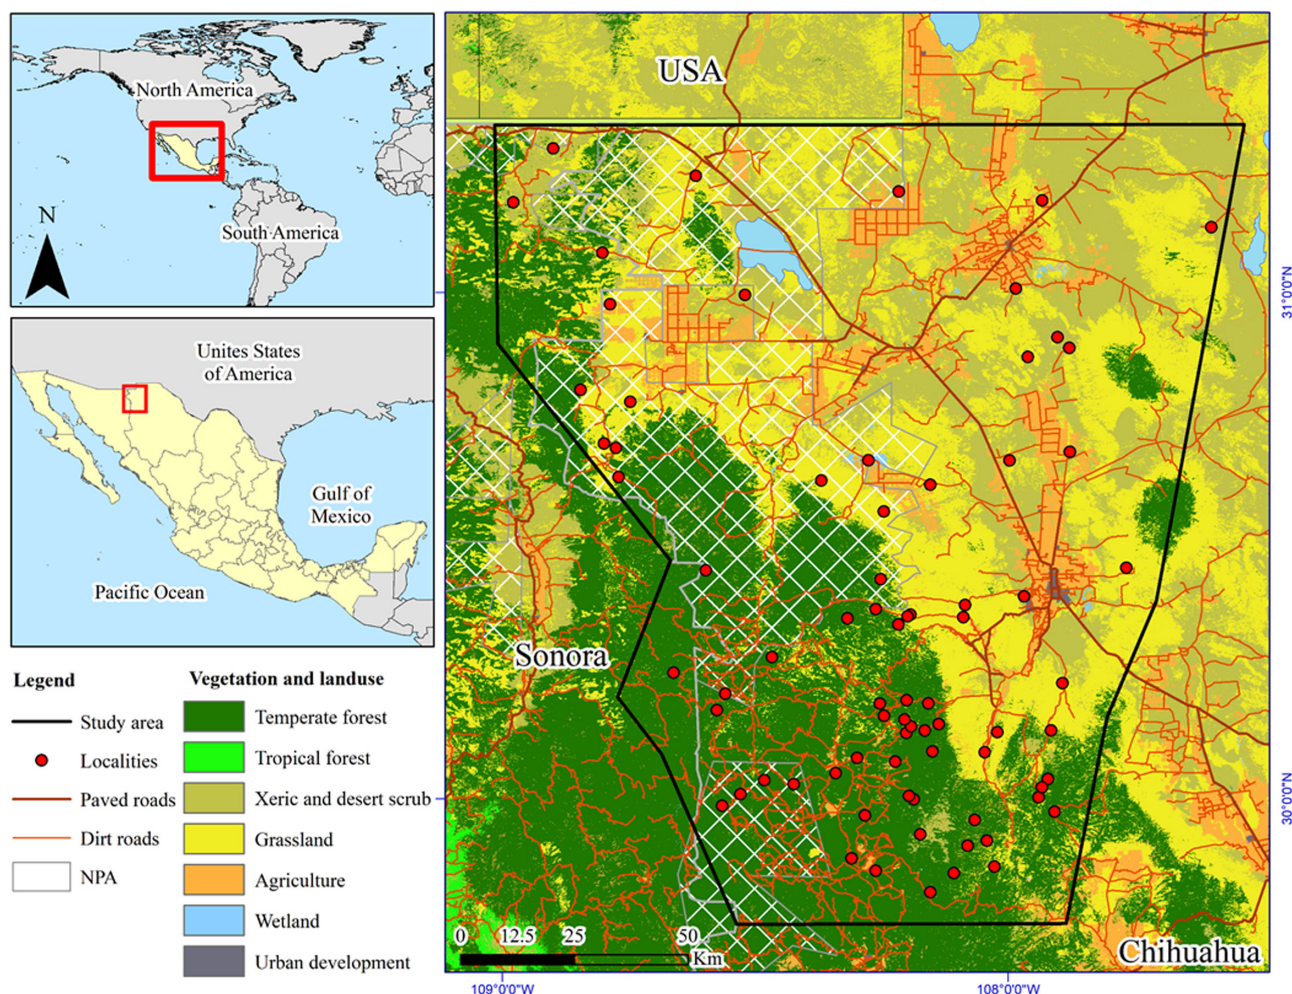 North America
N
South America
Unites States
of America
Gulf of
Mexico
Pacific Ocean
Legend
Study area
Localities
Paved roads
Dirt roads
NPA
Vegetation and landuse
Temperate forest
Tropical forest
Xeric and desert scrub
Grassland
Agriculture
Wetland
Urban development
USA
Sonora
Chihuahua
0 12.5 25 50
Km
31°0'0"N
30°0'0"N
109°0'0"W
108°0'0"W